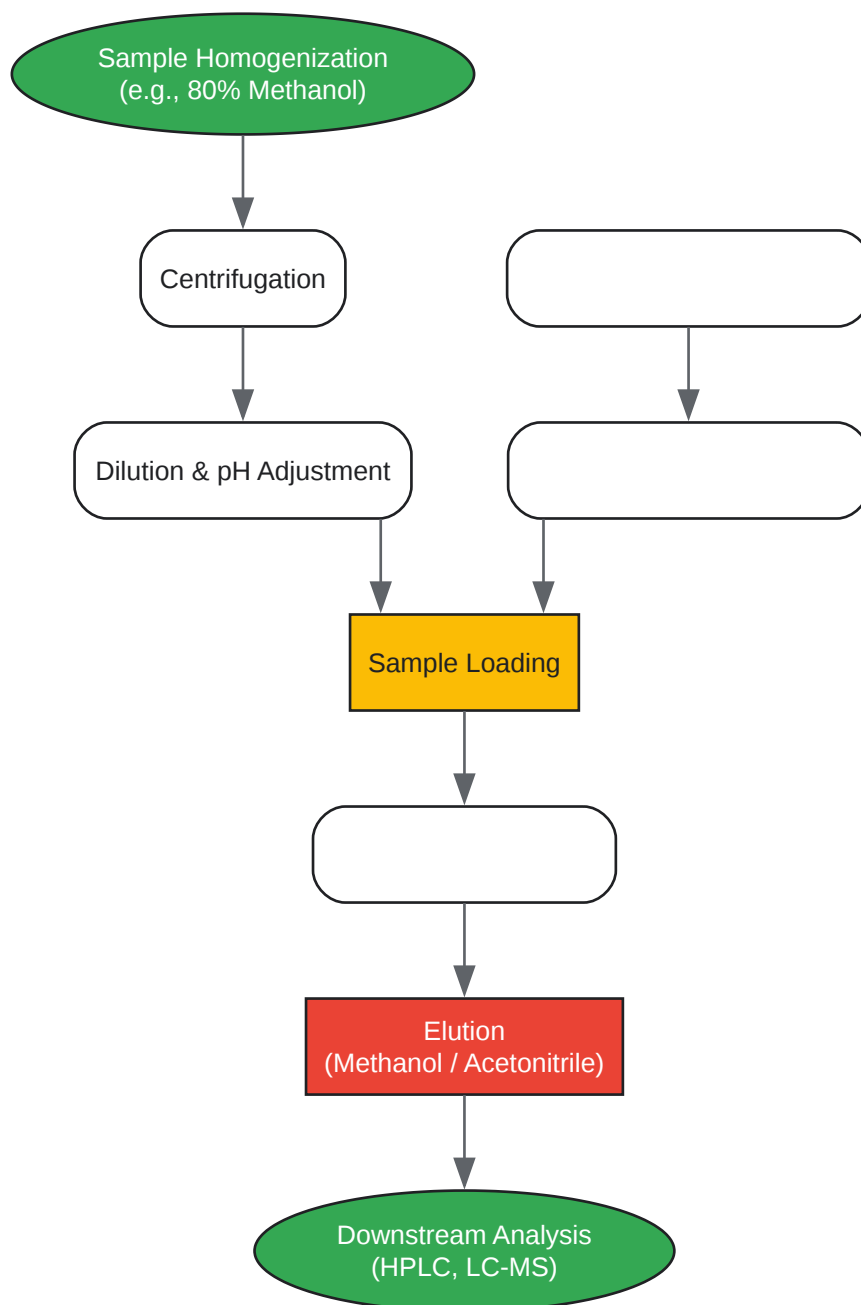 Sample Homogenization
(e.g., 80% Methanol)
Centrifugation
Dilution & pH Adjustment
Sample Loading
Elution
(Methanol / Acetonitrile)
Downstream Analysis
(HPLC, LC-MS)